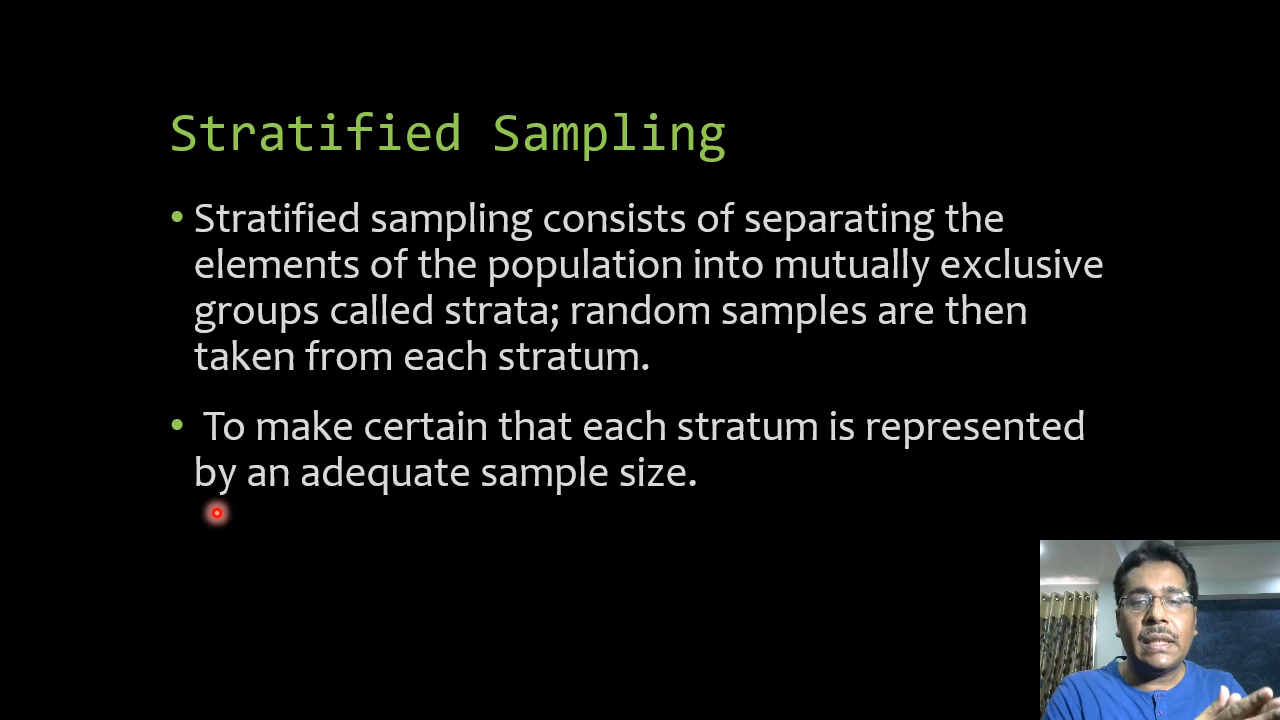 Stratified Sampling
• Stratified sampling consists of separating the
elements of the population into mutually exclusive
groups called strata; random samples are then
taken from each stratum.
• To make certain that each stratum is represented
by an adequate sample size.